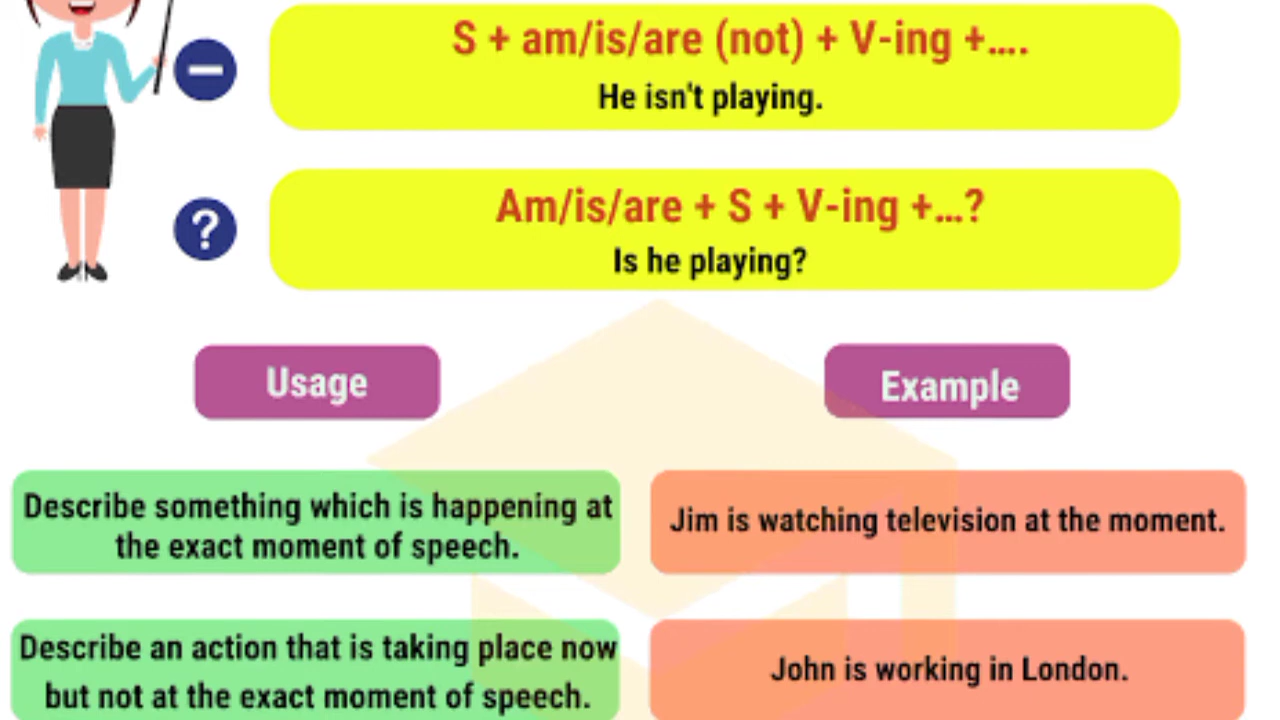 S + am/is/are (not) + V-ing +....
He isn't playing.
?
Am/is/are + S + V-ing +...?
Is he playing?
Usage
Example
Describe something which is happening at
the exact moment of speech.
Jim is watching television at the moment.
Describe an action that is taking place now
but not at the exact moment of speech.
John is working in London.